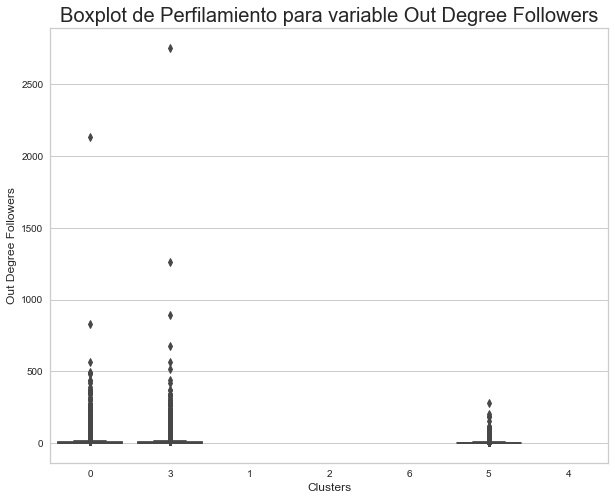 Boxplot de Perfilamiento para variable Out Degree Followers
2500
2000
1500
1000
500
0
Out Degree Followers
0 3 1 2 6 5 4
Clusters